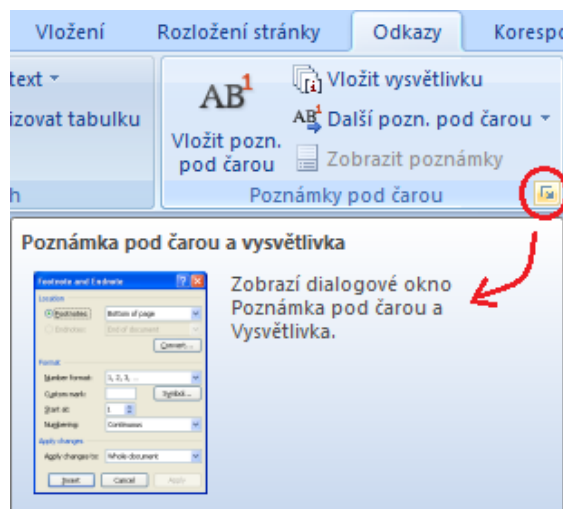 Vložení Rozložení stránky Odkazy Koresp
text
izovat tabulku
h
AB1
Vložit pozn.
pod čarou
Vložit vysvětlivku
Další pozn. pod čarou
Zobrazit poznámky
Poznámky pod čarou
Poznámka pod čarou a vysvětlivka
Zobrazí dialogové okno
Poznámka pod čarou a
Vysvětlivka.
Footnote and Endnote
Location
Footnotes: Bottom of page
Endnotes: End of document
Convert...
Format
Number format: 1, 2, 3, ...
Custom mark: Symbol...
Start at: 1
Numbering: Continuous
Apply changes
Apply changes to: Whole document
Insert Cancel Apply